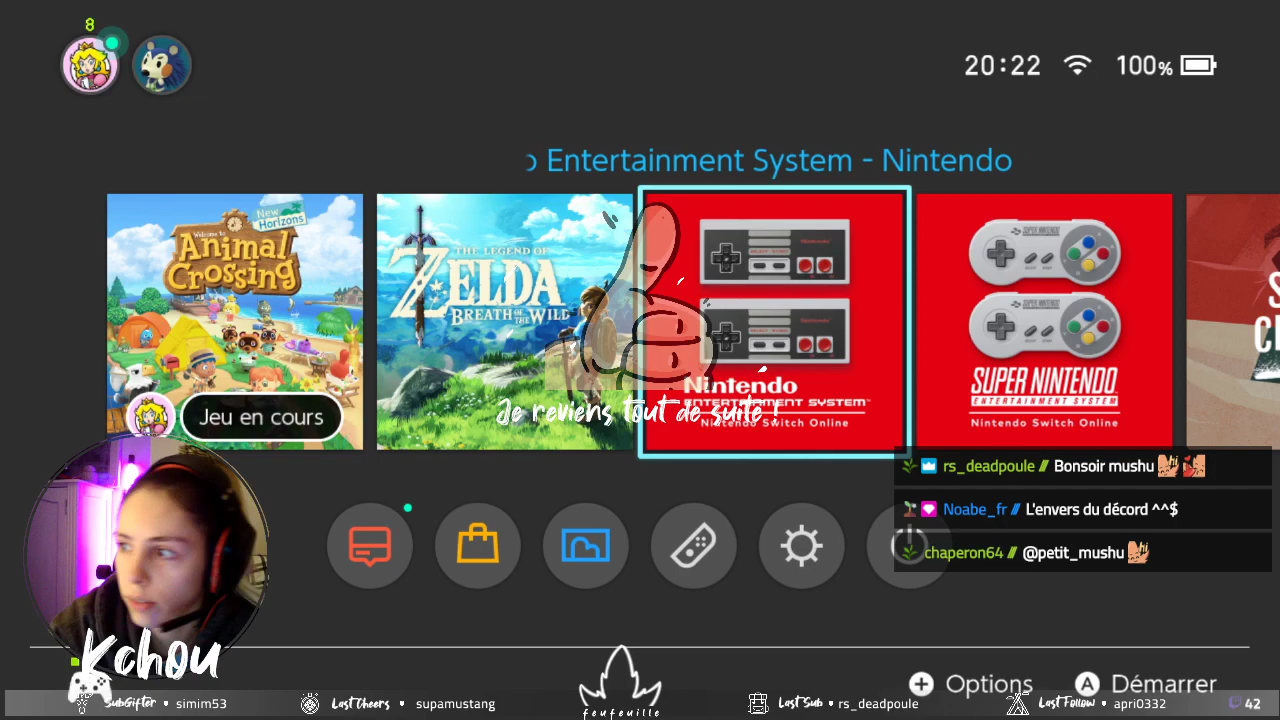 8
20:22 100%
Entertainment System - Nintendo
Welcome to
Animal
Crossing
New
Horizons
Jeu en cours
THE LEGEND OF
ZELDA
BREATH OF THE WILD
Nintendo
ENTERTAINMENT SYSTEM™
Nintendo Switch Online
SUPER NINTENDO
ENTERTAINMENT SYSTEM
Nintendo Switch Online
Je reviens tout de suite !
rs_deadpoule // Bonsoir mushu
Noabe_fr // L'envers du décord ^^$
chaperon64 // @petit_mushu
Kchou
feufeuille
Options
A Démarrer
SubGifter • simim53
Last Cheers • supamustang
Last Sub • rs_deadpoule
Last Follow • apri0332
42